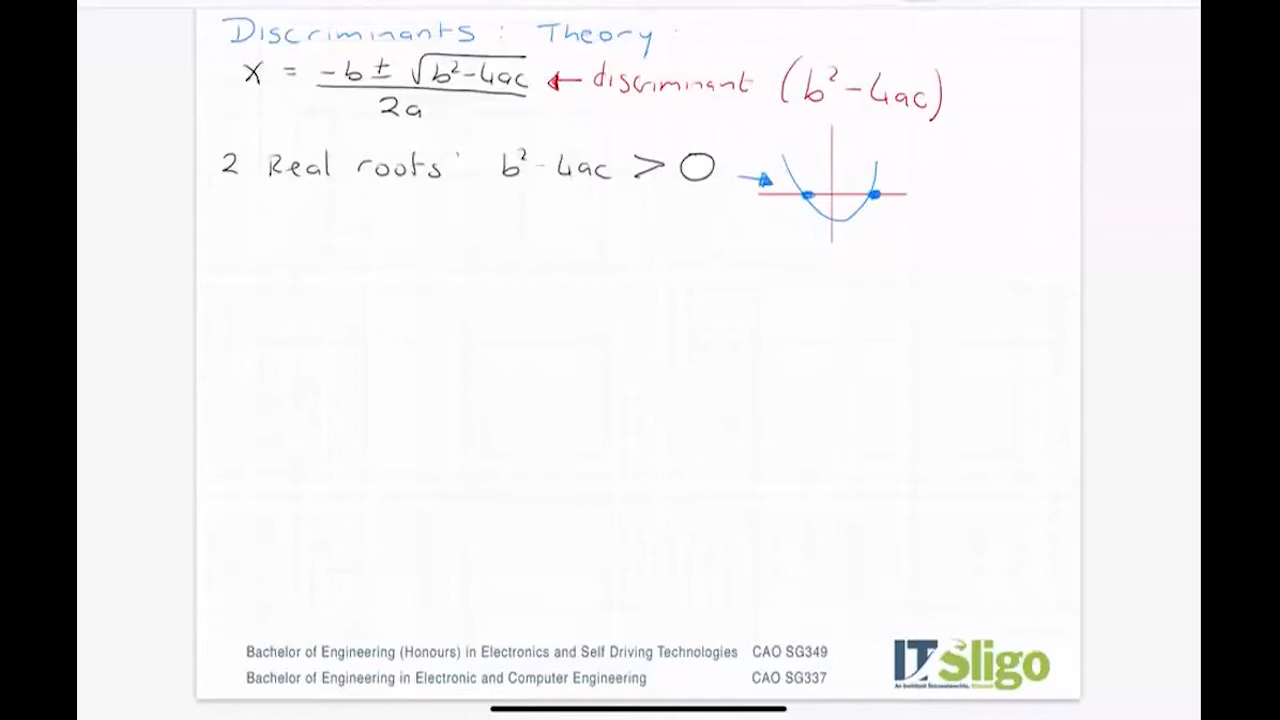 Discriminants: Theory
x = -b ± √b²-4ac / 2a ← discriminant (b²-4ac)
2 Real roots: b²-4ac > 0 →
Bachelor of Engineering (Honours) in Electronics and Self Driving Technologies CAO SG349
Bachelor of Engineering in Electronic and Computer Engineering CAO SG337
IT Sligo